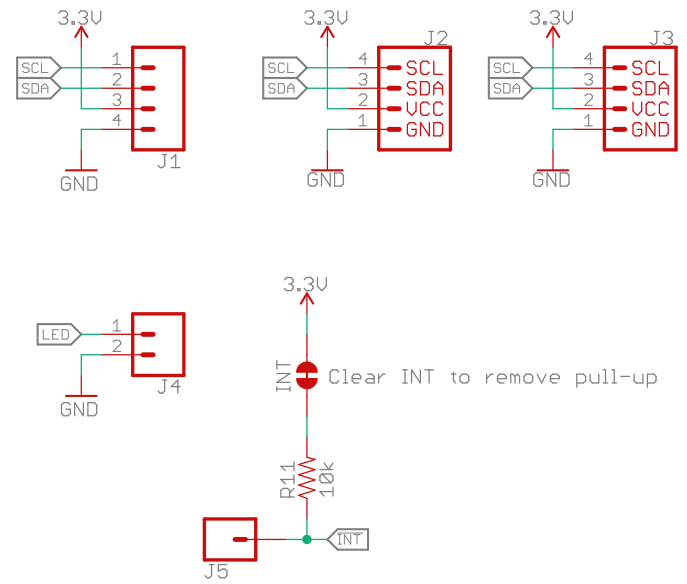 3.3V 3.3V 3.3V
J2 J3
SCL 1 SCL 4 SCL SCL 4 SCL
SDA 2 SDA 3 SDA SDA 3 SDA
3 2 VCC 2 VCC
4 1 GND 1 GND
J1
GND GND GND
3.3V
LED 1
2
INT Clear INT to remove pull-up
J4
GND
R11 10k
INT
J5